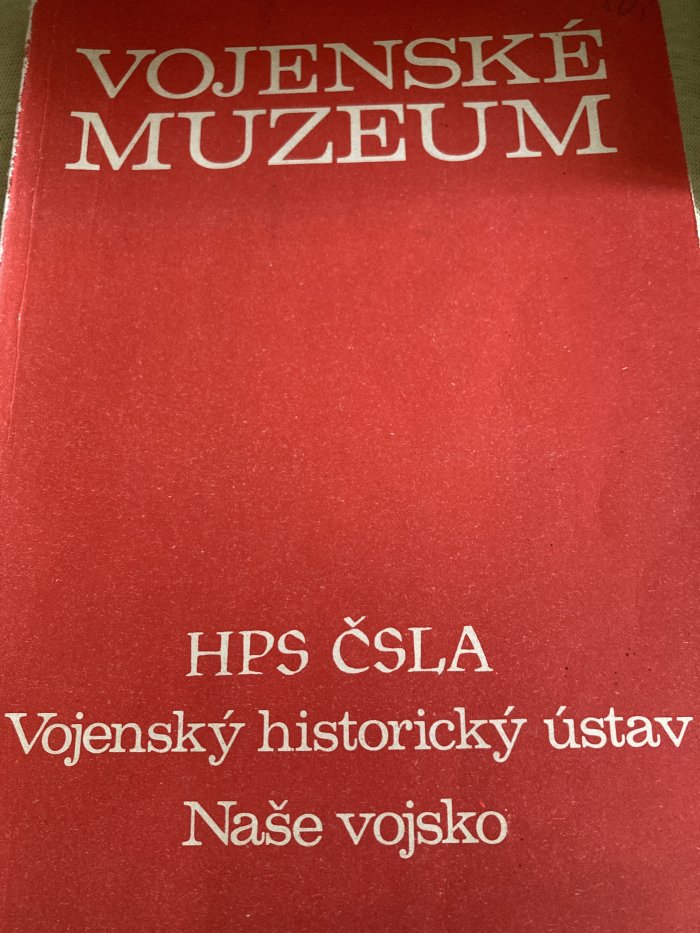 VOJENSKÉ
MUZEUM
HPS ČSLA
Vojenský historický ústav
Naše vojsko